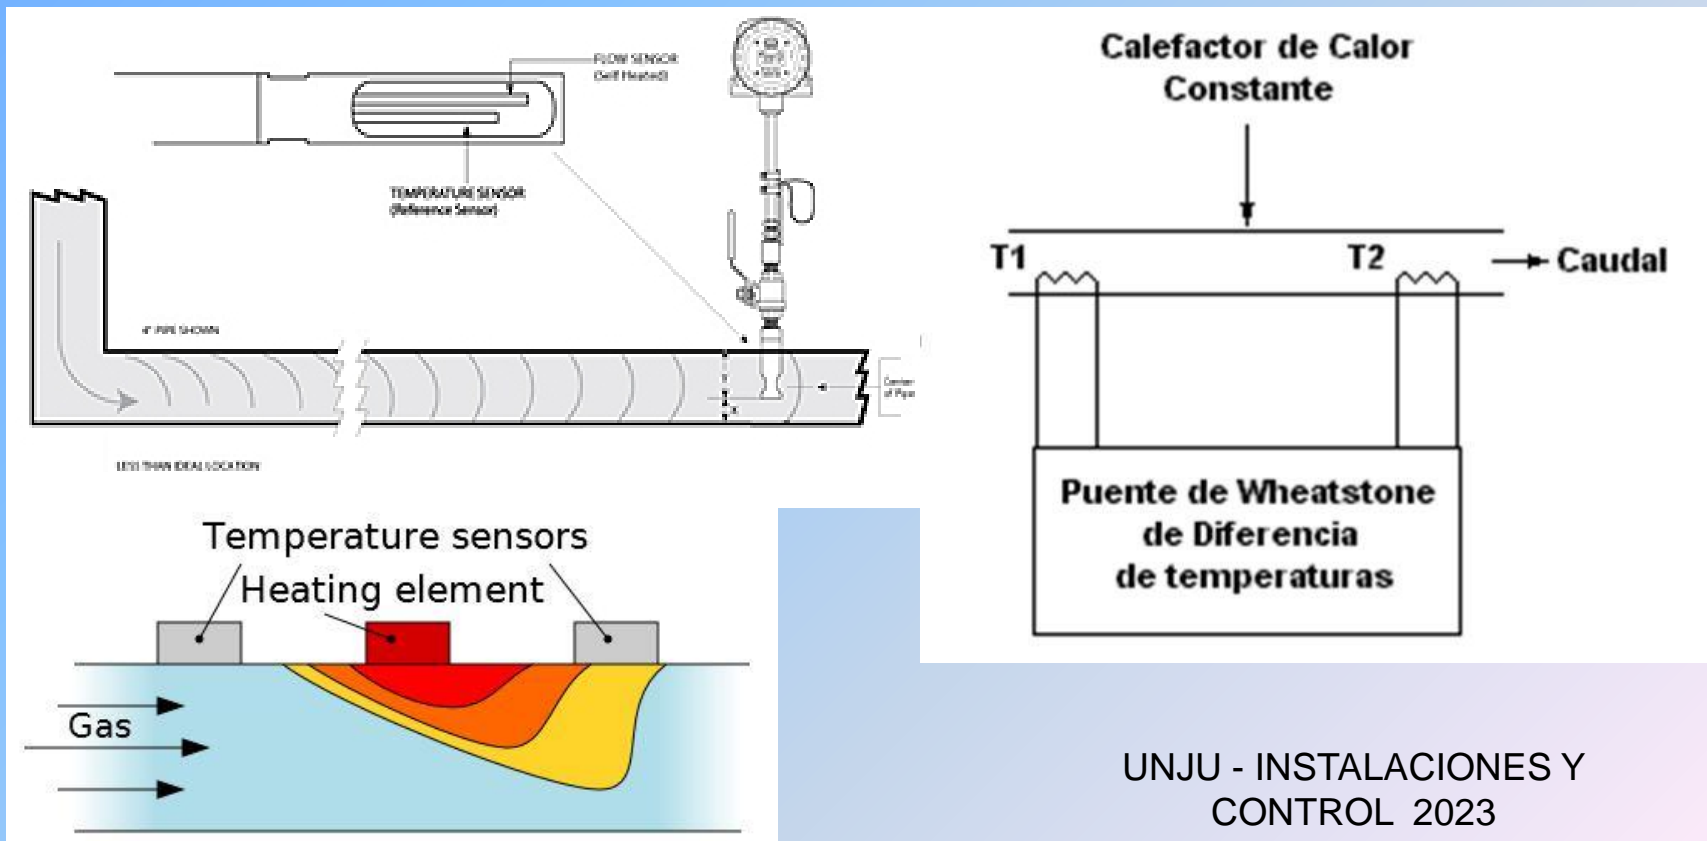 FLOW SENSOR
(Self Heated)
TEMPERATURE SENSOR
(Reference Sensor)
4" PIPE SHOWN
Center
of Pipe
X
LESS THAN IDEAL LOCATION
Calefactor de Calor
Constante
T1
T2
Caudal
Puente de Wheatstone
de Diferencia
de temperaturas
Temperature sensors
Heating element
Gas
UNJU - INSTALACIONES Y
CONTROL 2023